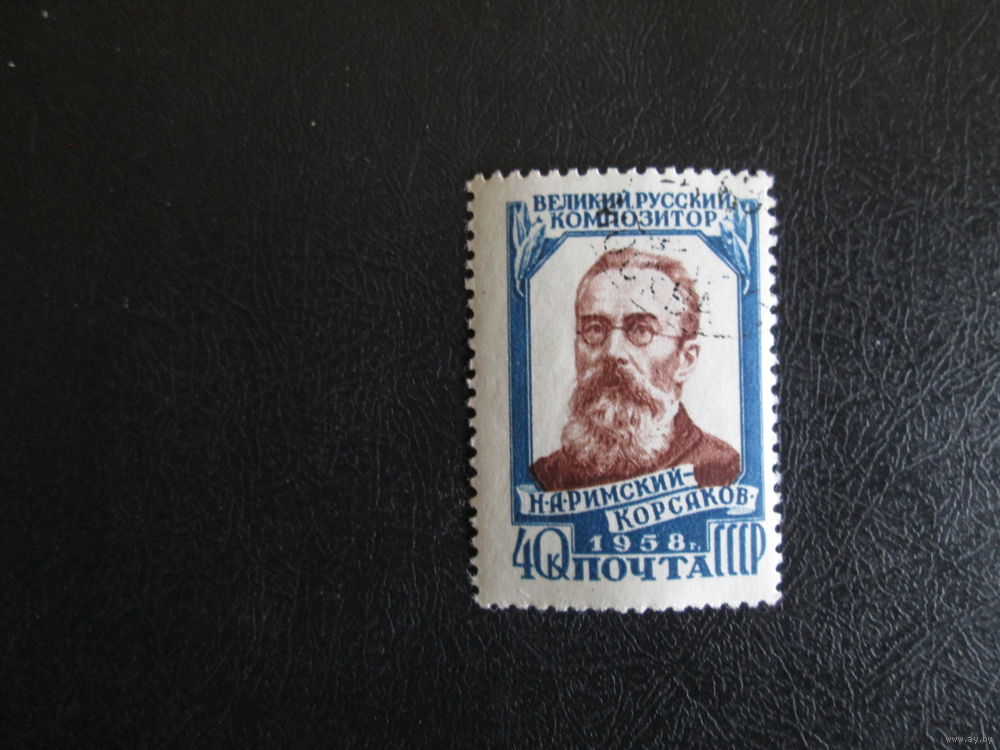 ВЕЛИКИЙ РУССКИЙ
КОМПОЗИТОР
Н·А·РИМСКИЙ-
КОРСАКОВ·
1958г.
40К ПОЧТА СССР
www.ay.by